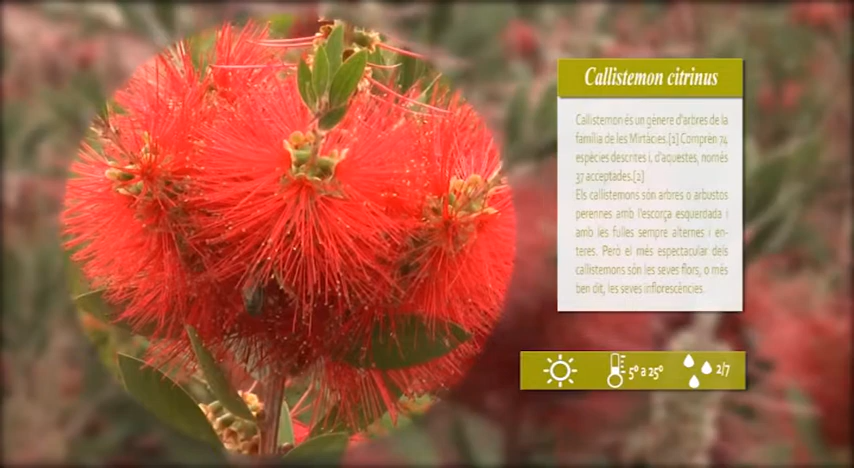 Callistemon citrinus
Callistemon és un gènere d'arbres de la
família de les Mirtàcies.[1] Comprèn 74
espècies descrites i, d'aquestes, només
37 acceptades.[2]
Els callistemons són arbres o arbustos
perennes amb l'escorça esquerdada i
amb les fulles sempre alternes i en-
teres. Però el més espectacular dels
callistemons són les seves flors, o més
ben dit, les seves inflorescències.
5º a 25º 2/7